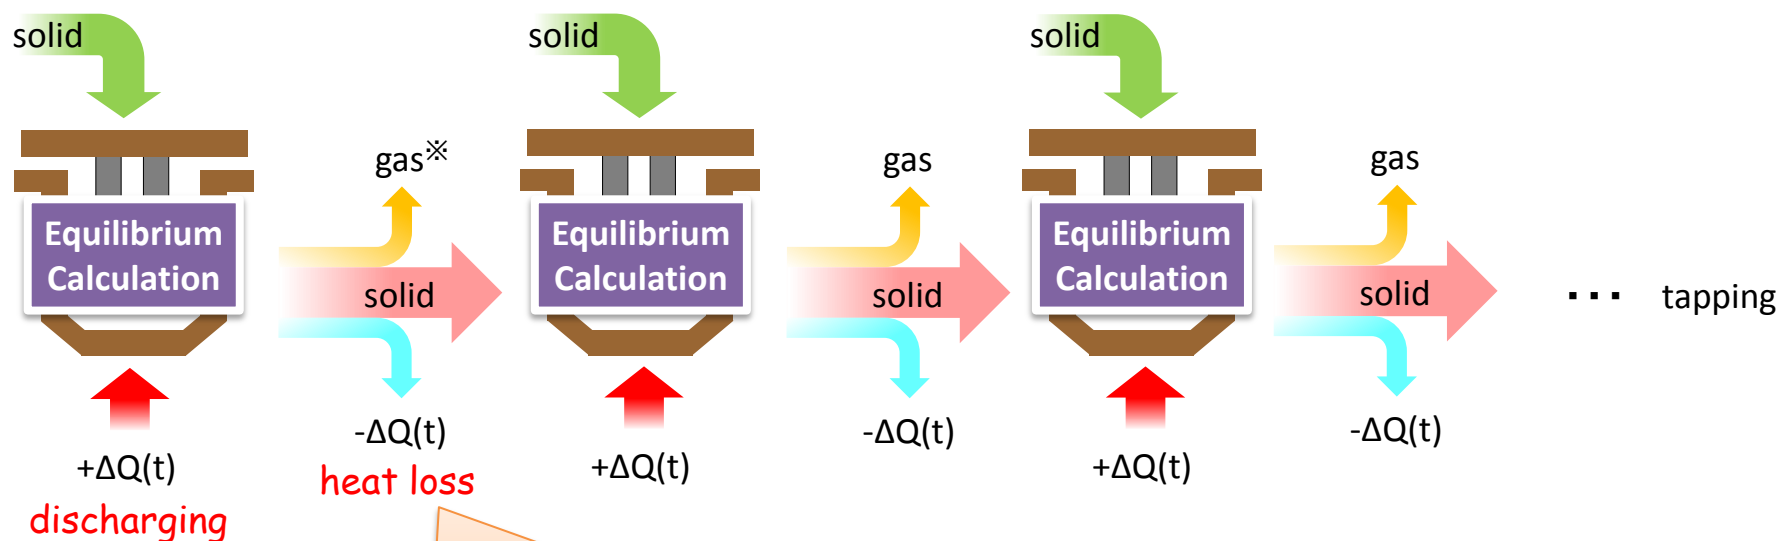 solid
solid
solid
gas※
gas
gas
Equilibrium
Calculation
Equilibrium
Calculation
Equilibrium
Calculation
solid
solid
solid
··· tapping
-ΔQ(t)
-ΔQ(t)
-ΔQ(t)
+ΔQ(t)
+ΔQ(t)
+ΔQ(t)
heat loss
discharging